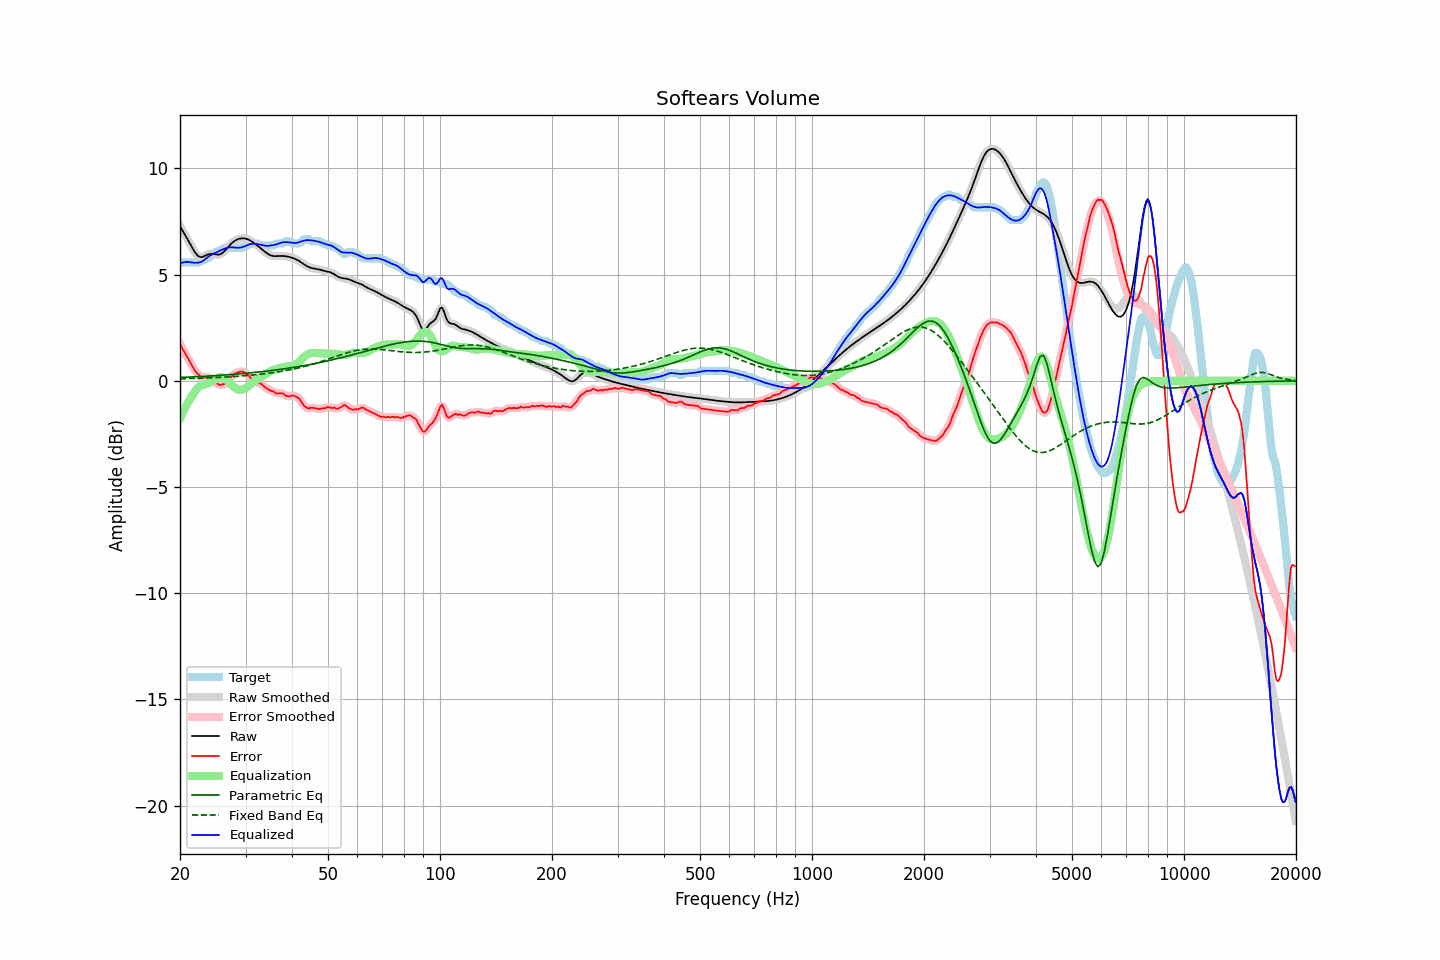 Softears Volume
Amplitude (dBr)
10
5
0
−5
−10
−15
−20
Target
Raw Smoothed
Error Smoothed
Raw
Error
Equalization
Parametric Eq
Fixed Band Eq
Equalized
20 50 100 200 500 1000 2000 5000 10000 20000
Frequency (Hz)